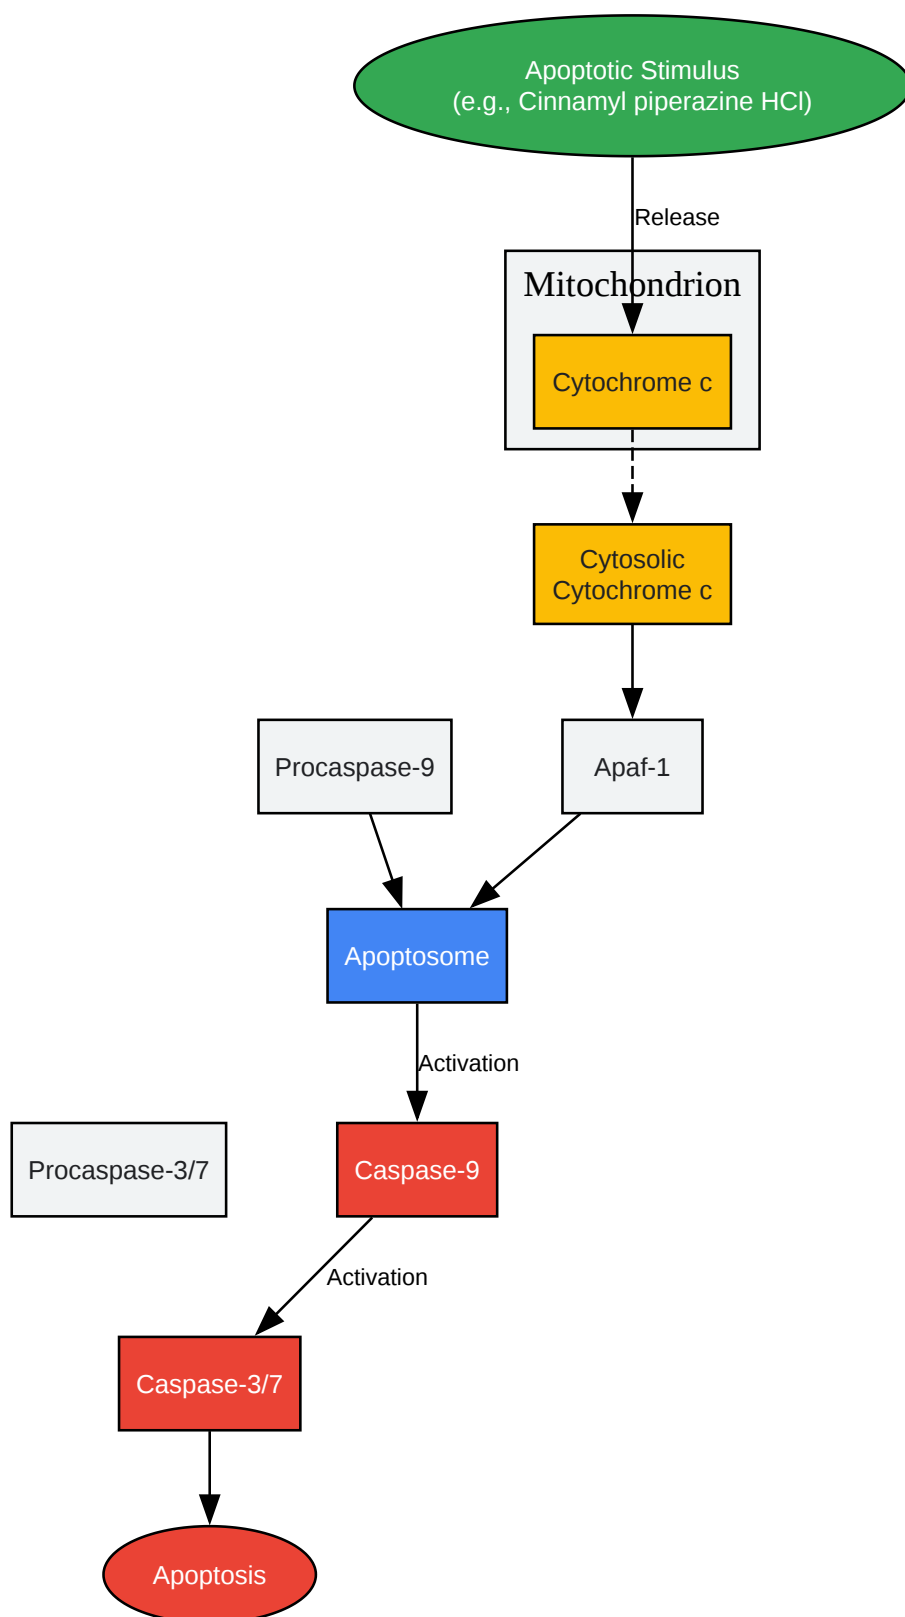 Apoptotic Stimulus
(e.g., Cinnamyl piperazine HCl)
Release
Mitochondrion
Cytochrome c
Cytosolic
Cytochrome c
Procaspase-9
Apaf-1
Apoptosome
Activation
Procaspase-3/7
Caspase-9
Activation
Caspase-3/7
Apoptosis